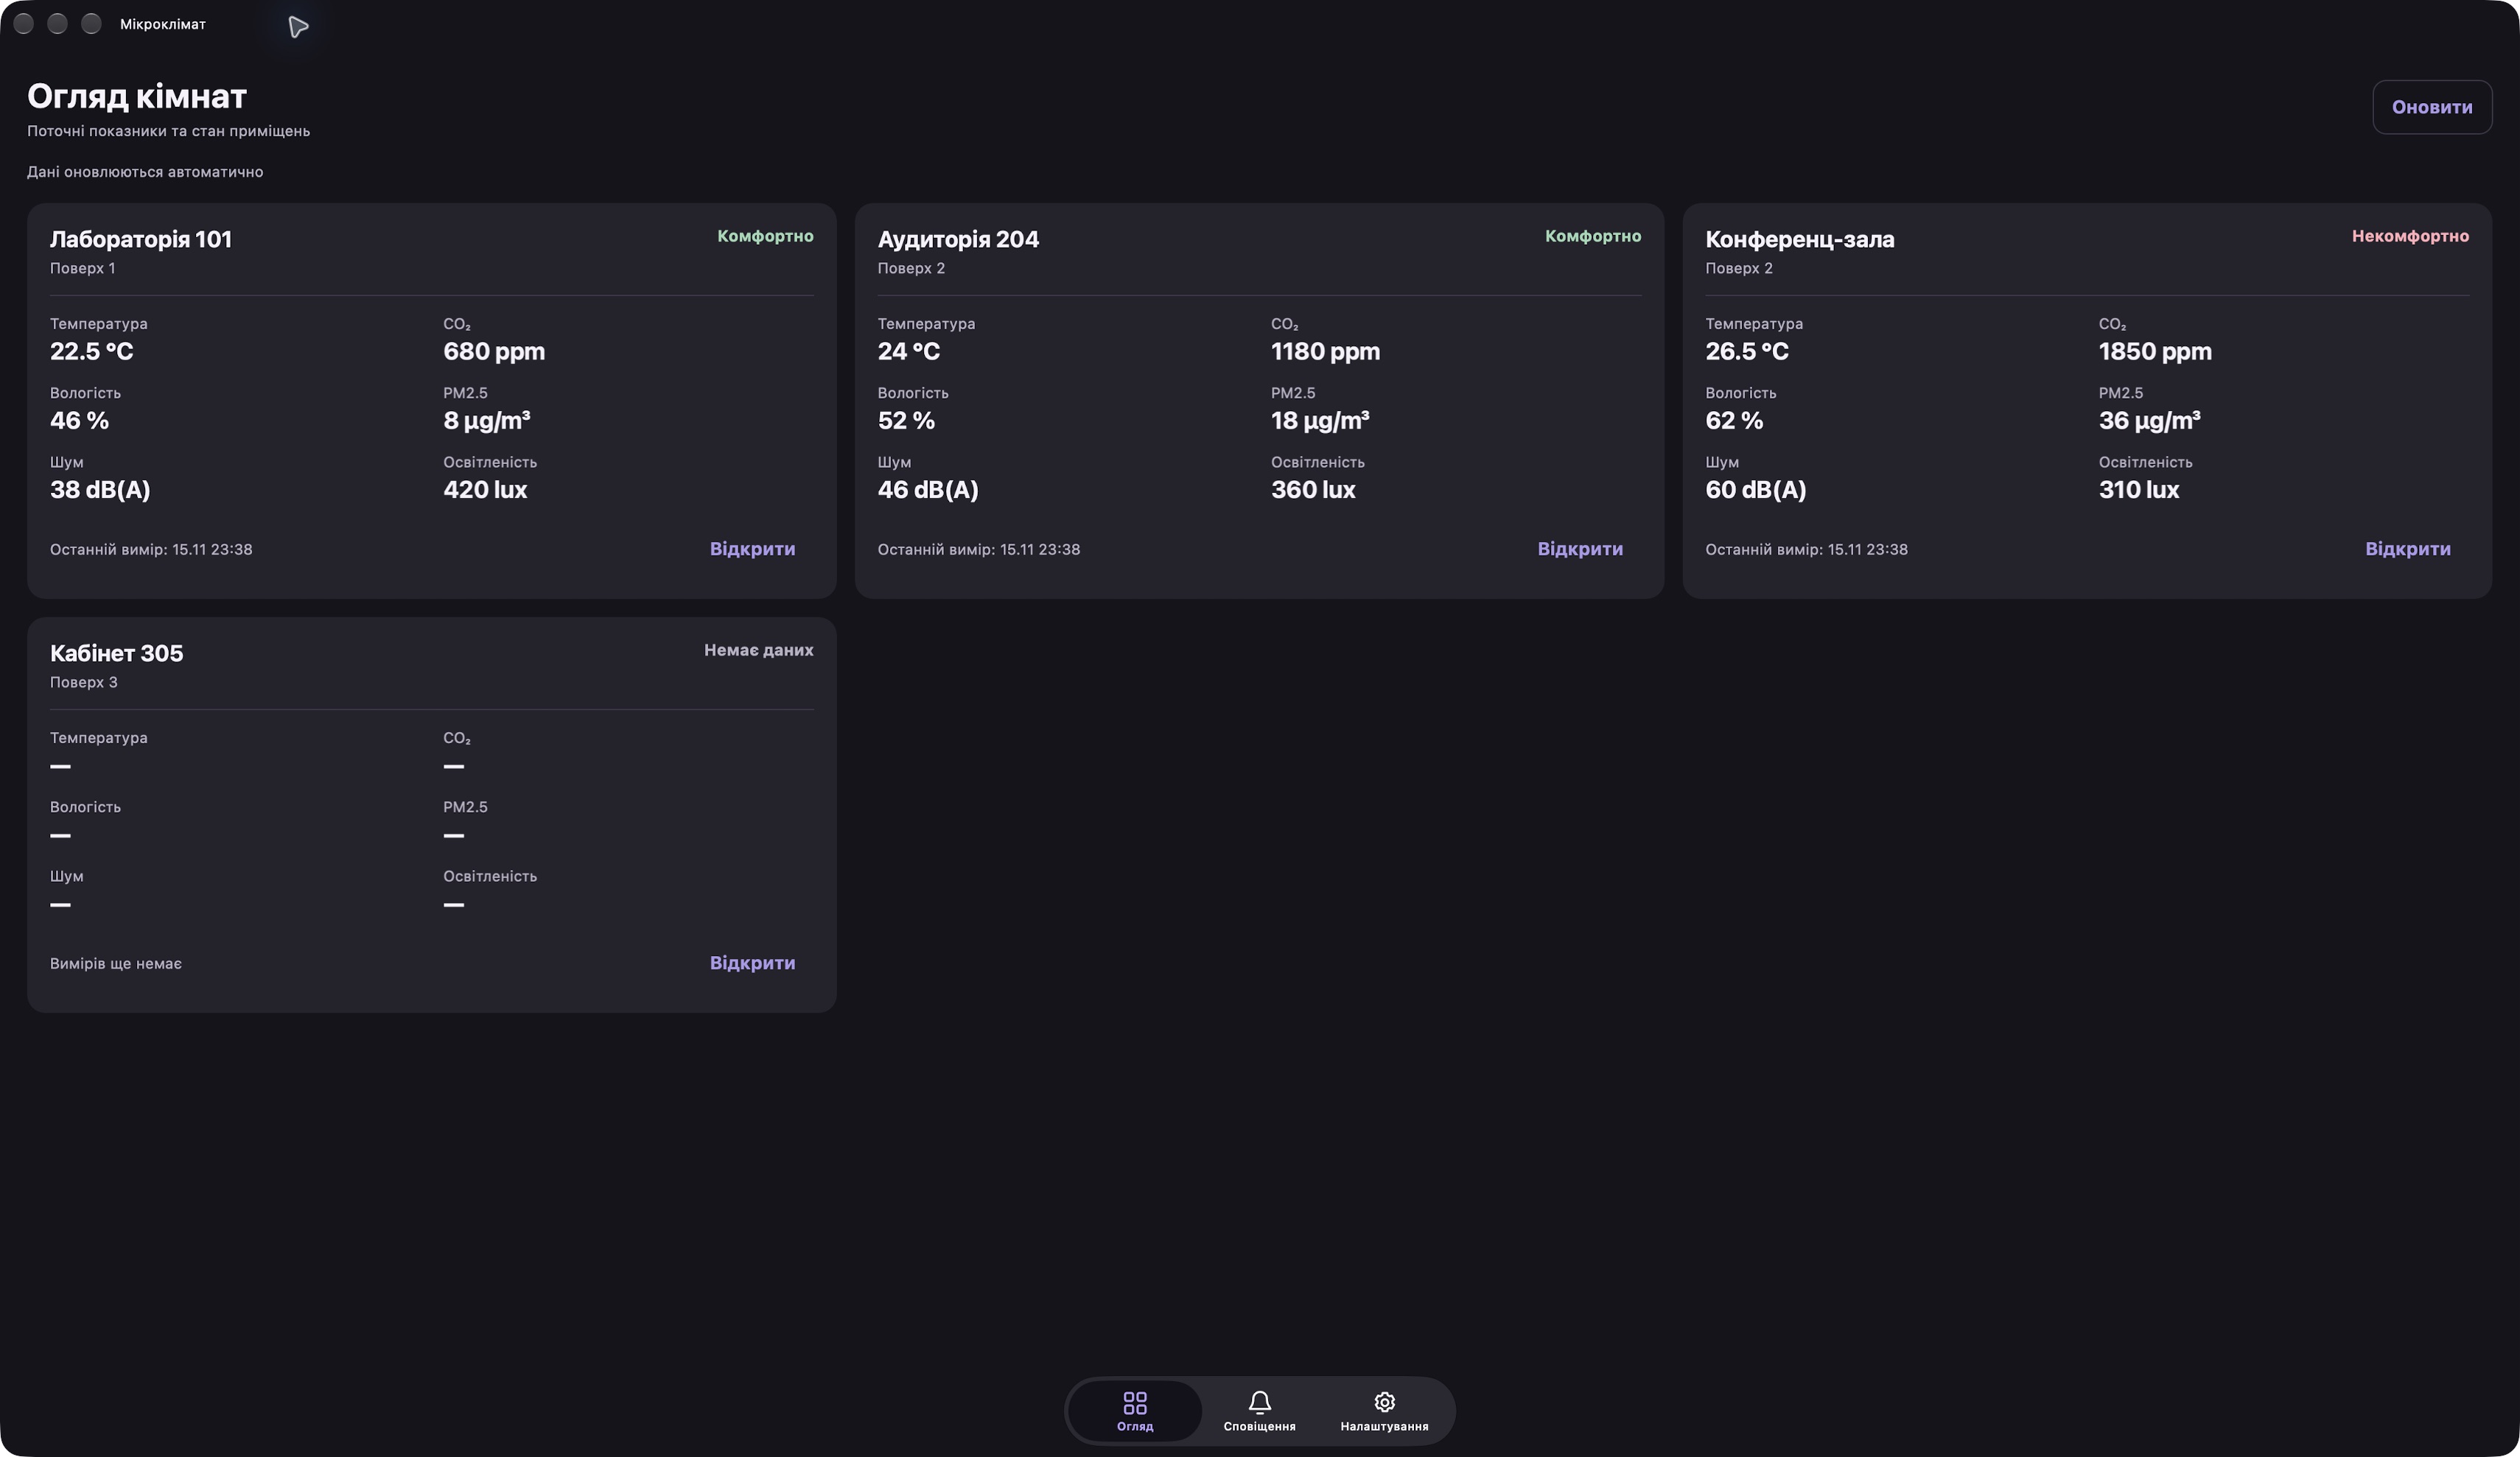 Мікроклімат
Огляд кімнат
Оновити
Поточні показники та стан приміщень
Дані оновлюються автоматично
Лабораторія 101
Комфортно
Поверх 1
Температура
CO₂
22.5 °C
680 ppm
Вологість
PM2.5
46 %
8 µg/m³
Шум
Освітленість
38 dB(A)
420 lux
Останній вимір: 15.11 23:38
Відкрити
Аудиторія 204
Комфортно
Поверх 2
Температура
CO₂
24 °C
1180 ppm
Вологість
PM2.5
52 %
18 µg/m³
Шум
Освітленість
46 dB(A)
360 lux
Останній вимір: 15.11 23:38
Відкрити
Конференц-зала
Некомфортно
Поверх 2
Температура
CO₂
26.5 °C
1850 ppm
Вологість
PM2.5
62 %
36 µg/m³
Шум
Освітленість
60 dB(A)
310 lux
Останній вимір: 15.11 23:38
Відкрити
Кабінет 305
Немає даних
Поверх 3
Температура
CO₂
—
—
Вологість
PM2.5
—
—
Шум
Освітленість
—
—
Вимірів ще немає
Відкрити
Огляд
Сповіщення
Налаштування